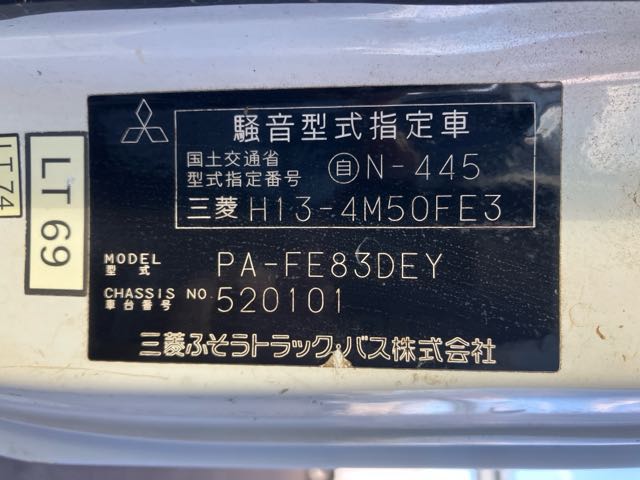 騒音型式指定車
国土交通省
型式指定番号 自 N-445
三菱 H13-4M50FE3
MODEL
型式 PA-FE83DEY
CHASSIS NO.
車台番号 520101
三菱ふそうトラック・バス株式会社
LT 69
LT 74